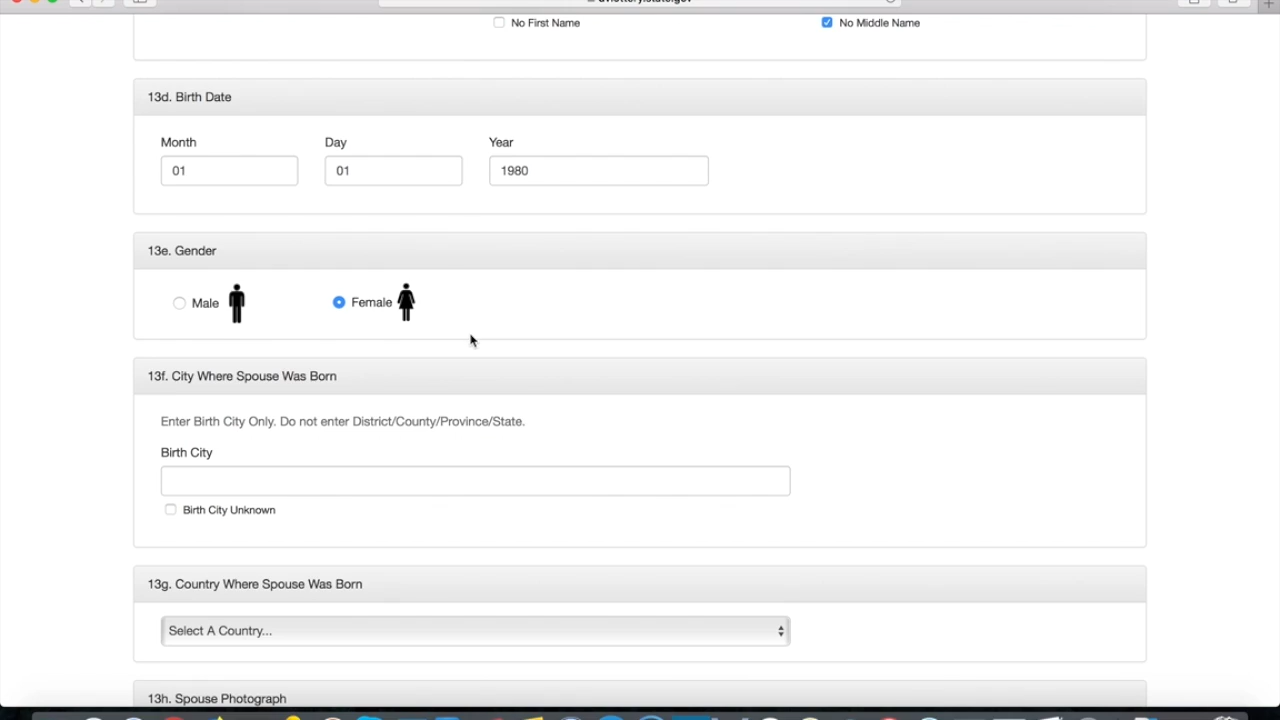 No First Name
No Middle Name
13d. Birth Date
Month
Day
Year
01
01
1980
13e. Gender
Male
Female
13f. City Where Spouse Was Born
Enter Birth City Only. Do not enter District/County/Province/State.
Birth City
Birth City Unknown
13g. Country Where Spouse Was Born
Select A Country...
13h. Spouse Photograph